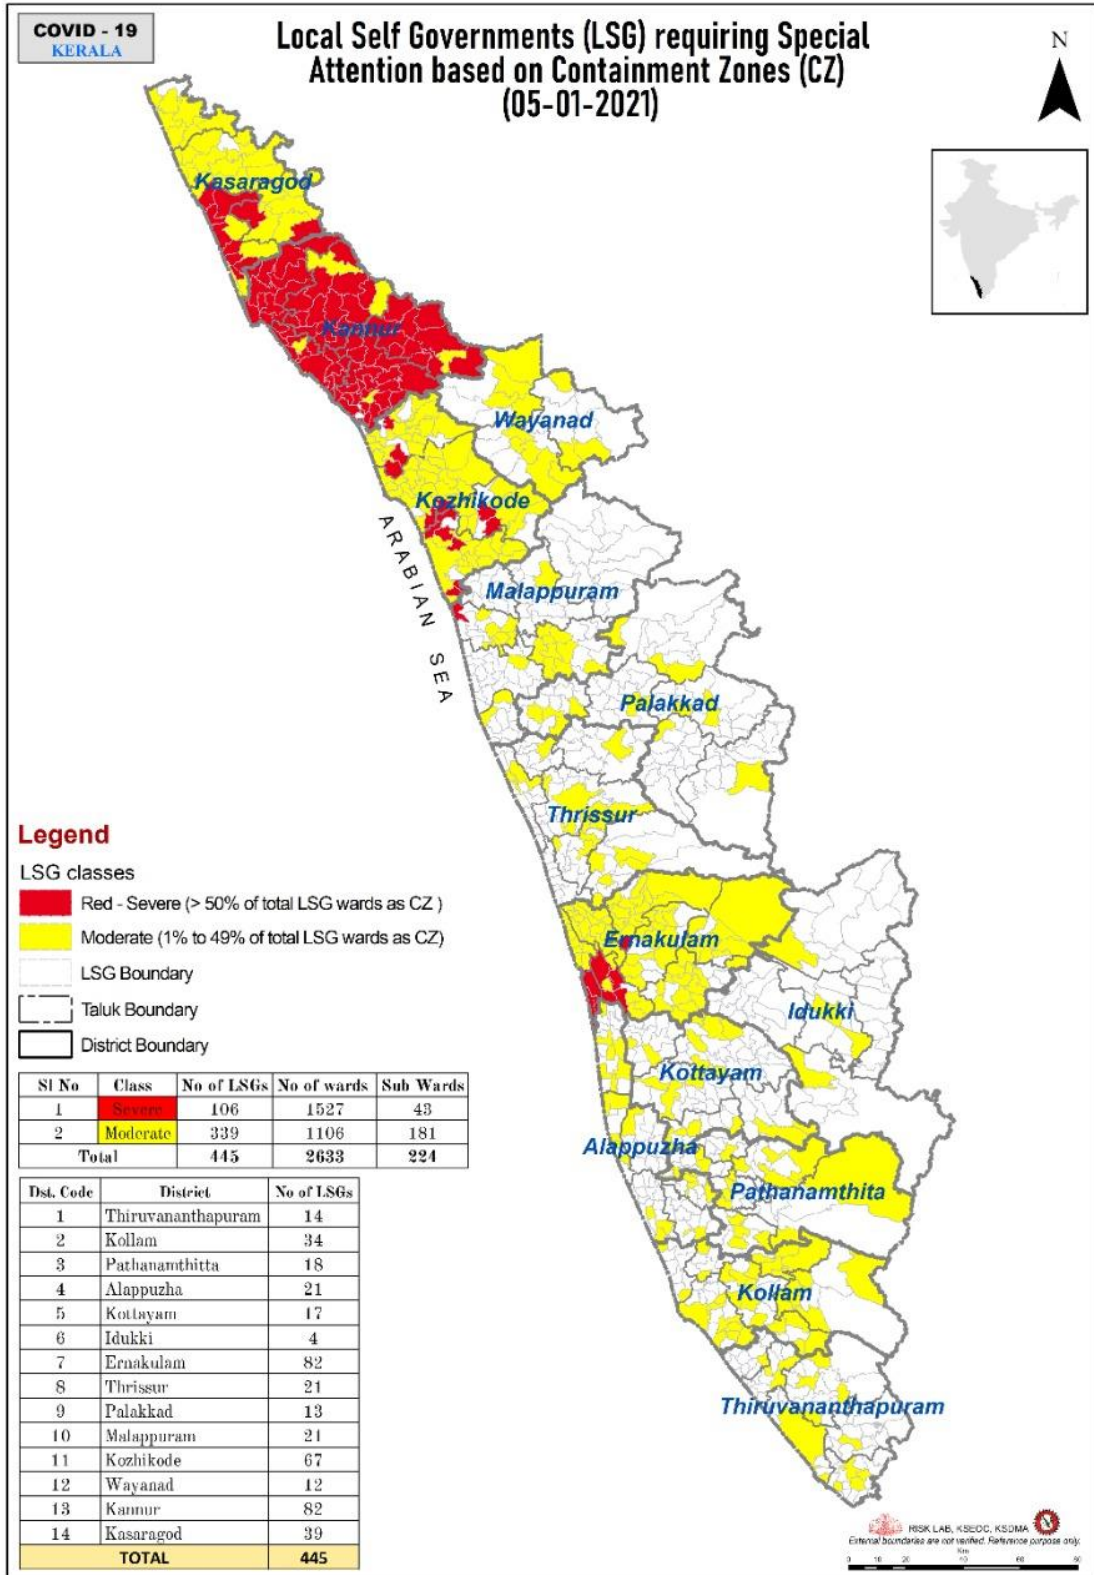 COVID - 19
KERALA
Local Self Governments (LSG) requiring Special
Attention based on Containment Zones (CZ)
(05-01-2021)
N
Kasaragod
Kannur
Wayanad
Kozhikode
ARABIAN SEA
Malappuram
Palakkad
Thrissur
Ernakulam
Idukki
Kottayam
Alappuzha
Pathanamthita
Kollam
Thiruvananthapuram
Legend
LSG classes
Red - Severe (> 50% of total LSG wards as CZ )
Moderate (1% to 49% of total LSG wards as CZ)
LSG Boundary
Taluk Boundary
District Boundary
Sl No Class No of LSGs No of wards Sub Wards
1 Severe 106 1527 43
2 Moderate 339 1106 181
Total 445 2633 224
Dst. Code District No of LSGs
1 Thiruvananthapuram 14
2 Kollam 34
3 Pathanamthitta 18
4 Alappuzha 21
5 Kottayam 17
6 Idukki 4
7 Ernakulam 82
8 Thrissur 21
9 Palakkad 13
10 Malappuram 21
11 Kozhikode 67
12 Wayanad 12
13 Kannur 82
14 Kasaragod 39
TOTAL 445
RISK LAB, KSEOC, KSDMA
External boundaries are not verified. Reference purpose only.
Km
0 10 20 40 60 80